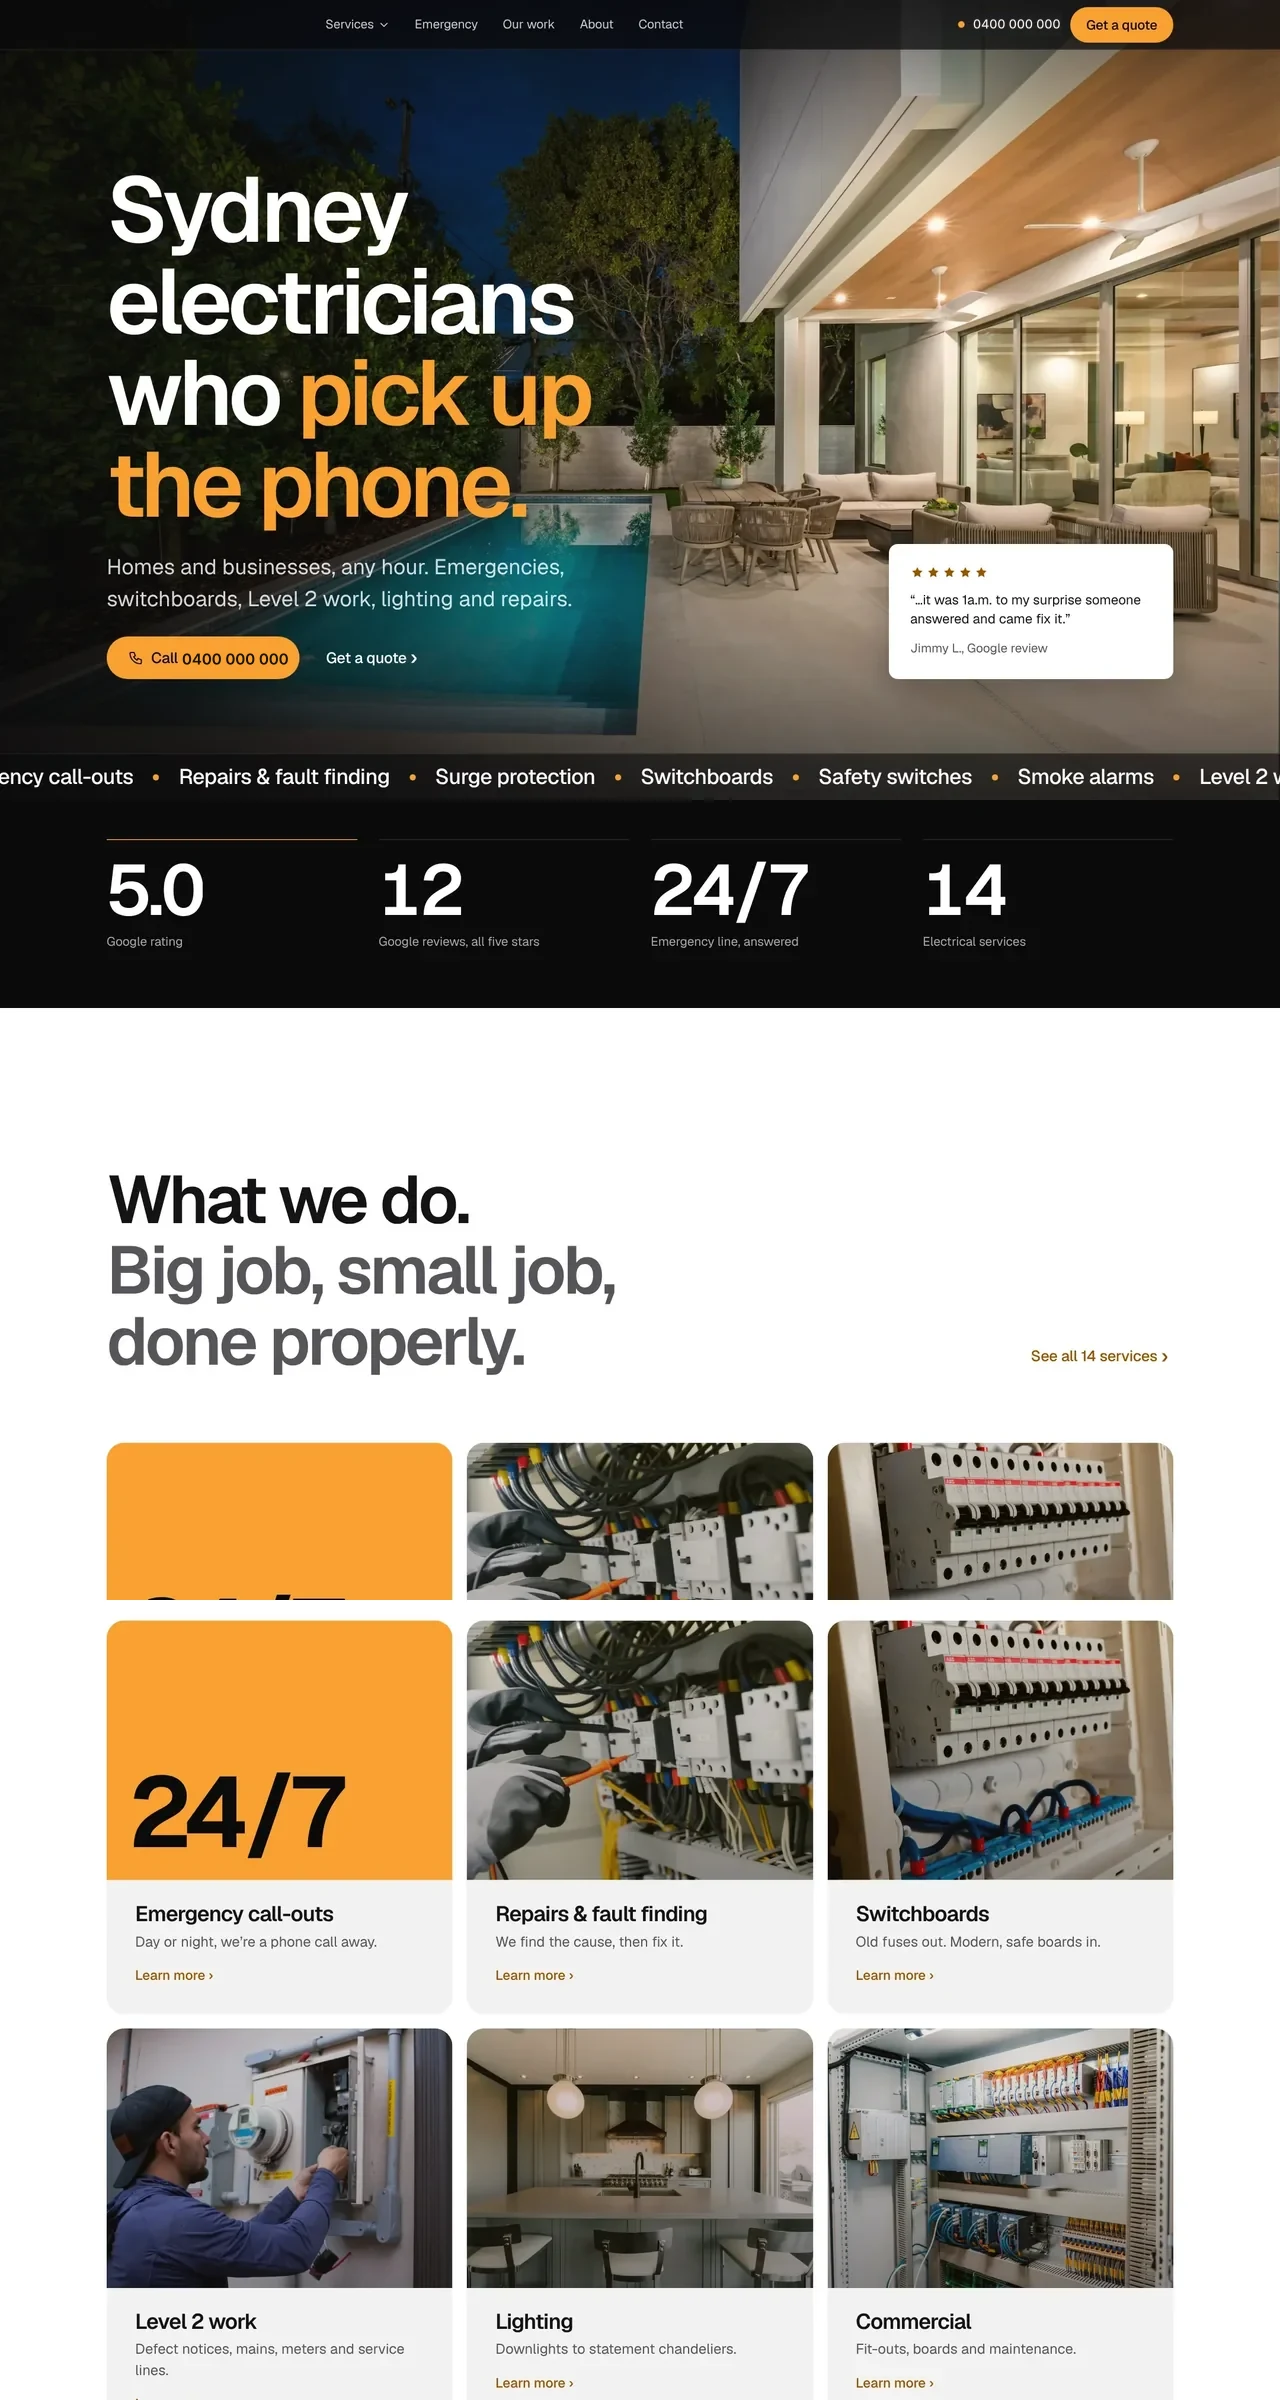 Services
Emergency
Our work
About
Contact
0400 000 000
Get a quote
Sydney
electricians
who pick up
the phone.
Homes and businesses, any hour. Emergencies,
switchboards, Level 2 work, lighting and repairs.
Call 0400 000 000
Get a quote ›
“…it was 1a.m. to my surprise someone
answered and came fix it.”
Jimmy L., Google review
ency call-outs • Repairs & fault finding • Surge protection • Switchboards • Safety switches • Smoke alarms • Level 2
5.0
Google rating
12
Google reviews, all five stars
24/7
Emergency line, answered
14
Electrical services
What we do.
Big job, small job,
done properly.
See all 14 services ›
24/7
Emergency call-outs
Day or night, we’re a phone call away.
Learn more ›
Repairs & fault finding
We find the cause, then fix it.
Learn more ›
Switchboards
Old fuses out. Modern, safe boards in.
Learn more ›
Level 2 work
Defect notices, mains, meters and service
lines.
Lighting
Downlights to statement chandeliers.
Learn more ›
Commercial
Fit-outs, boards and maintenance.
Learn more ›